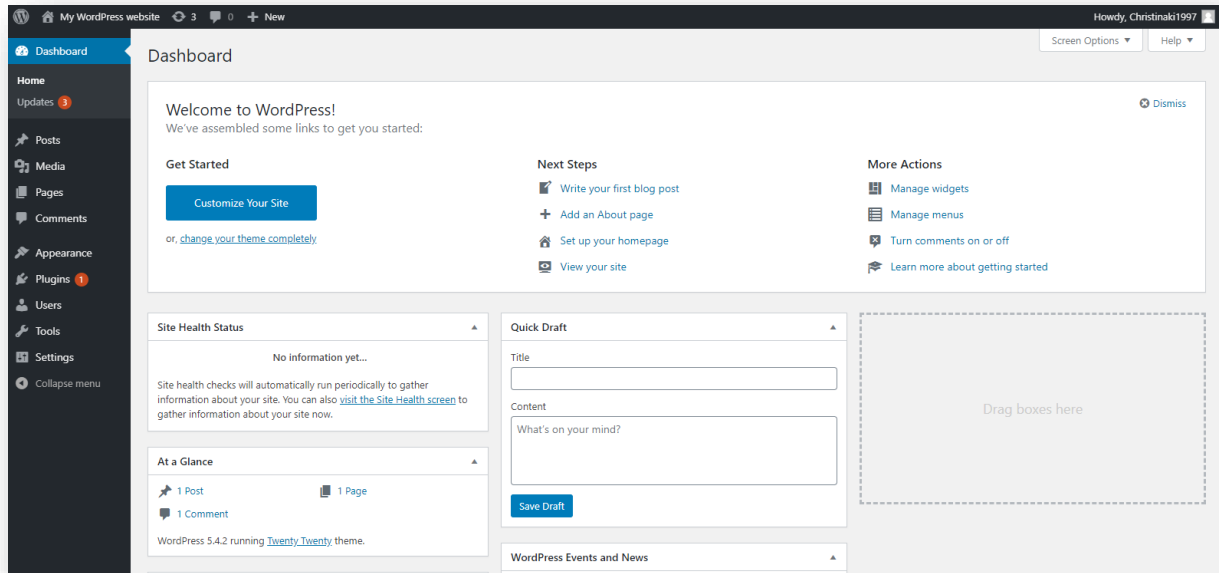 My WordPress website 3 0 New Howdy, Christinaki1997
Dashboard
Home
Updates 3
Posts
Media
Pages
Comments
Appearance
Plugins 1
Users
Tools
Settings
Collapse menu
Screen Options Help
Dashboard
Welcome to WordPress!
Dismiss
We've assembled some links to get you started:
Get Started
Customize Your Site
or, change your theme completely
Next Steps
Write your first blog post
Add an About page
Set up your homepage
View your site
More Actions
Manage widgets
Manage menus
Turn comments on or off
Learn more about getting started
Site Health Status
No information yet...
Site health checks will automatically run periodically to gather
information about your site. You can also visit the Site Health screen to
gather information about your site now.
At a Glance
1 Post 1 Page
1 Comment
WordPress 5.4.2 running Twenty Twenty theme.
Quick Draft
Title
Content
What's on your mind?
Save Draft
WordPress Events and News
Drag boxes here